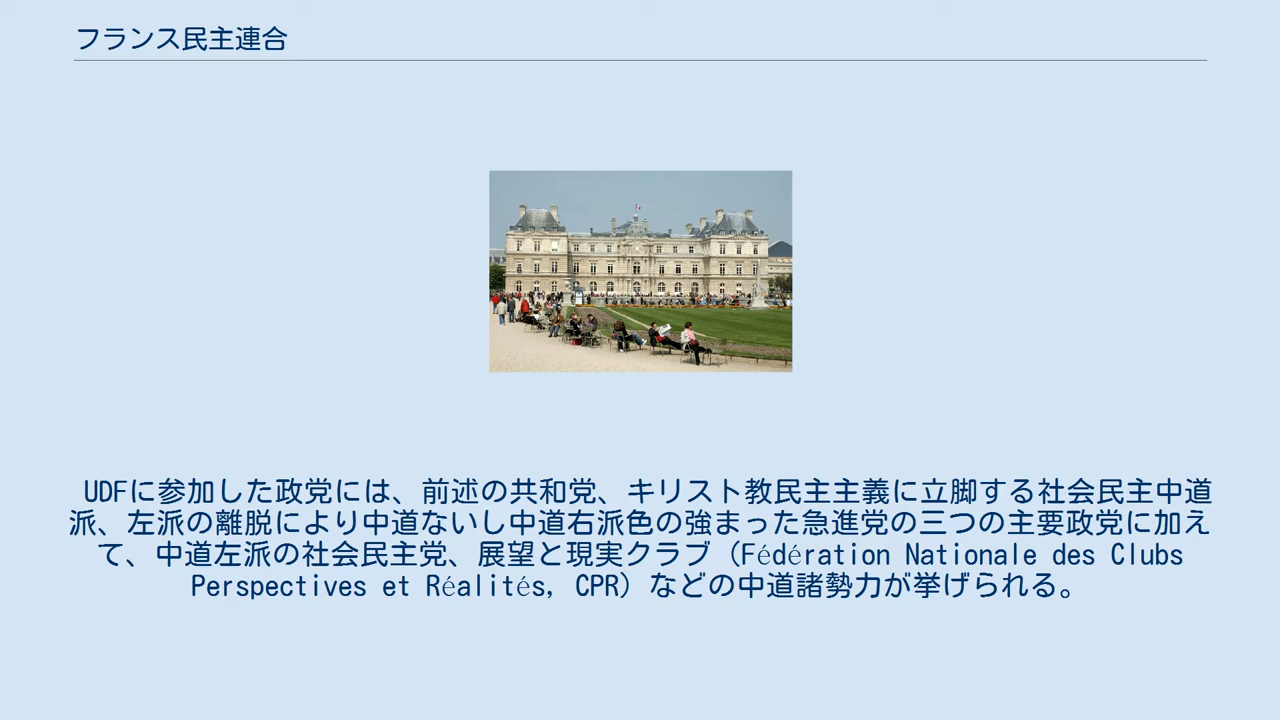 フランス民主連合
UDFに参加した政党には、前述の共和党、キリスト教民主主義に立脚する社会民主中道
派、左派の離脱により中道ないし中道右派色の強まった急進党の三つの主要政党に加え
て、中道左派の社会民主党、展望と現実クラブ（Fédération Nationale des Clubs
Perspectives et Réalités, CPR）などの中道諸勢力が挙げられる。